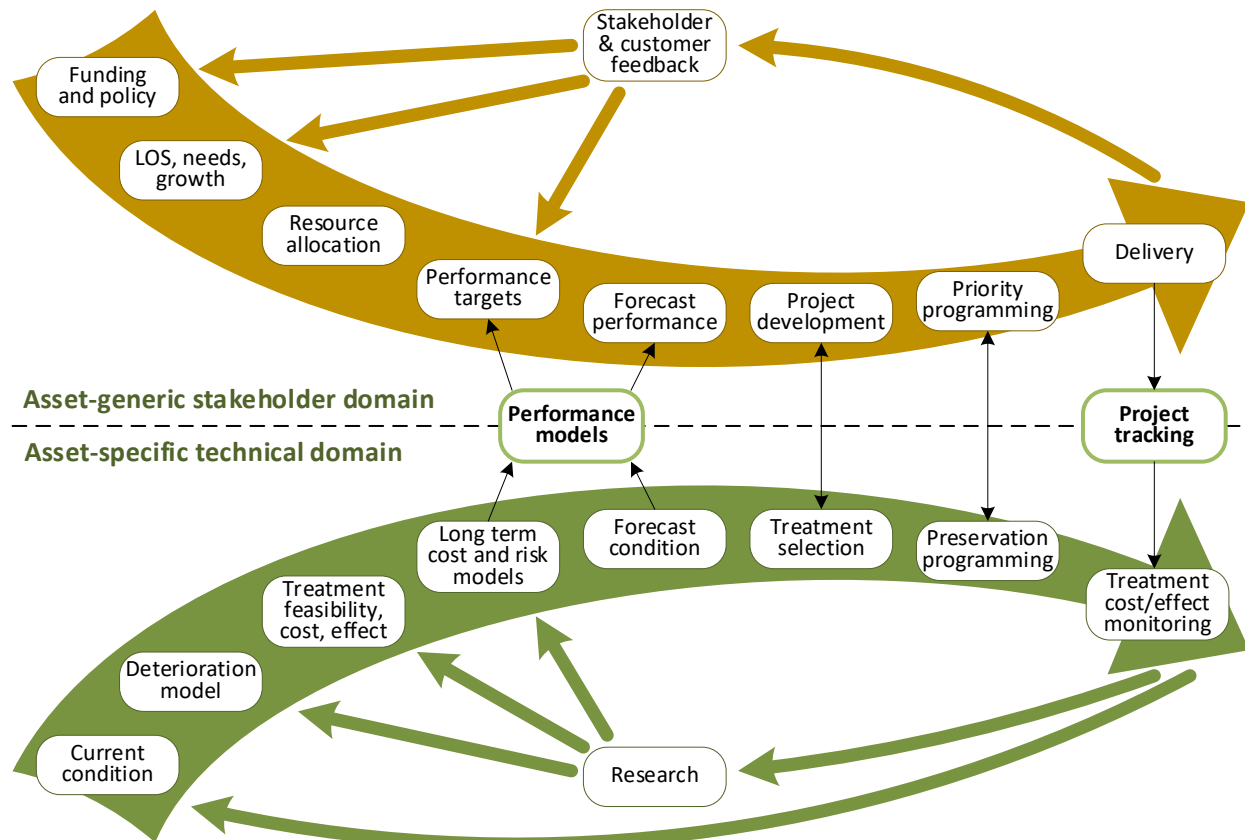 Stakeholder
& customer
feedback
Funding
and policy
LOS, needs,
growth
Resource
allocation
Performance
targets
Forecast
performance
Project
development
Priority
programming
Delivery
Asset-generic stakeholder domain
Performance
models
Project
tracking
Asset-specific technical domain
Long term
cost and risk
models
Forecast
condition
Treatment
selection
Preservation
programming
Treatment
cost/effect
monitoring
Treatment
feasibility,
cost, effect
Deterioration
model
Current
condition
Research